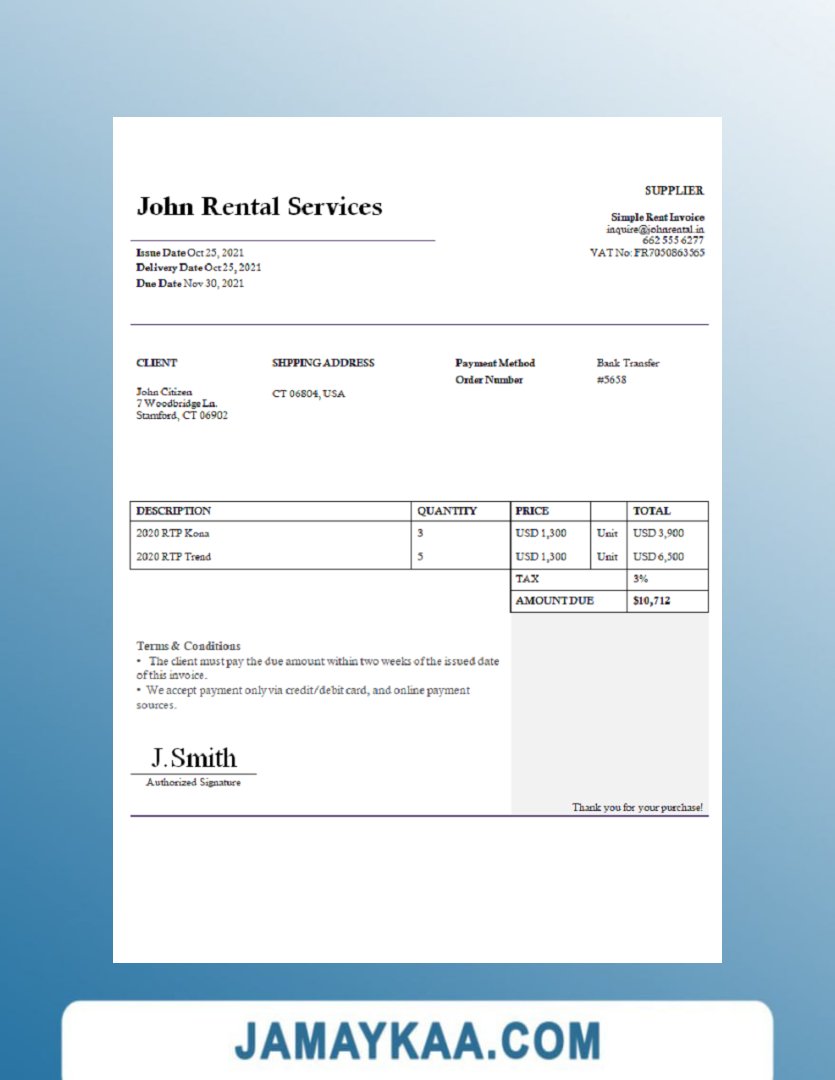 SUPPLIER
John Rental Services
Simple Rent Invoice
inquire@johnrental.in
662 555 6277
VAT No: FR7050863565
Issue Date Oct 25, 2021
Delivery Date Oct 25, 2021
Due Date Nov 30, 2021
CLIENT
John Citizen
7 Woodbridge Ln.
Stamford, CT 06902
SHPPING ADDRESS
CT 06804, USA
Payment Method Bank Transfer
Order Number #5658
DESCRIPTION QUANTITY PRICE TOTAL
2020 RTP Kona 3 USD 1,300 Unit USD 3,900
2020 RTP Trend 5 USD 1,300 Unit USD 6,500
TAX 3%
AMOUNT DUE $10,712
Terms & Conditions
• The client must pay the due amount within two weeks of the issued date
of this invoice.
• We accept payment only via credit/debit card, and online payment
sources.
J.Smith
Authorized Signature
Thank you for your purchase!
JAMAYKAA.COM